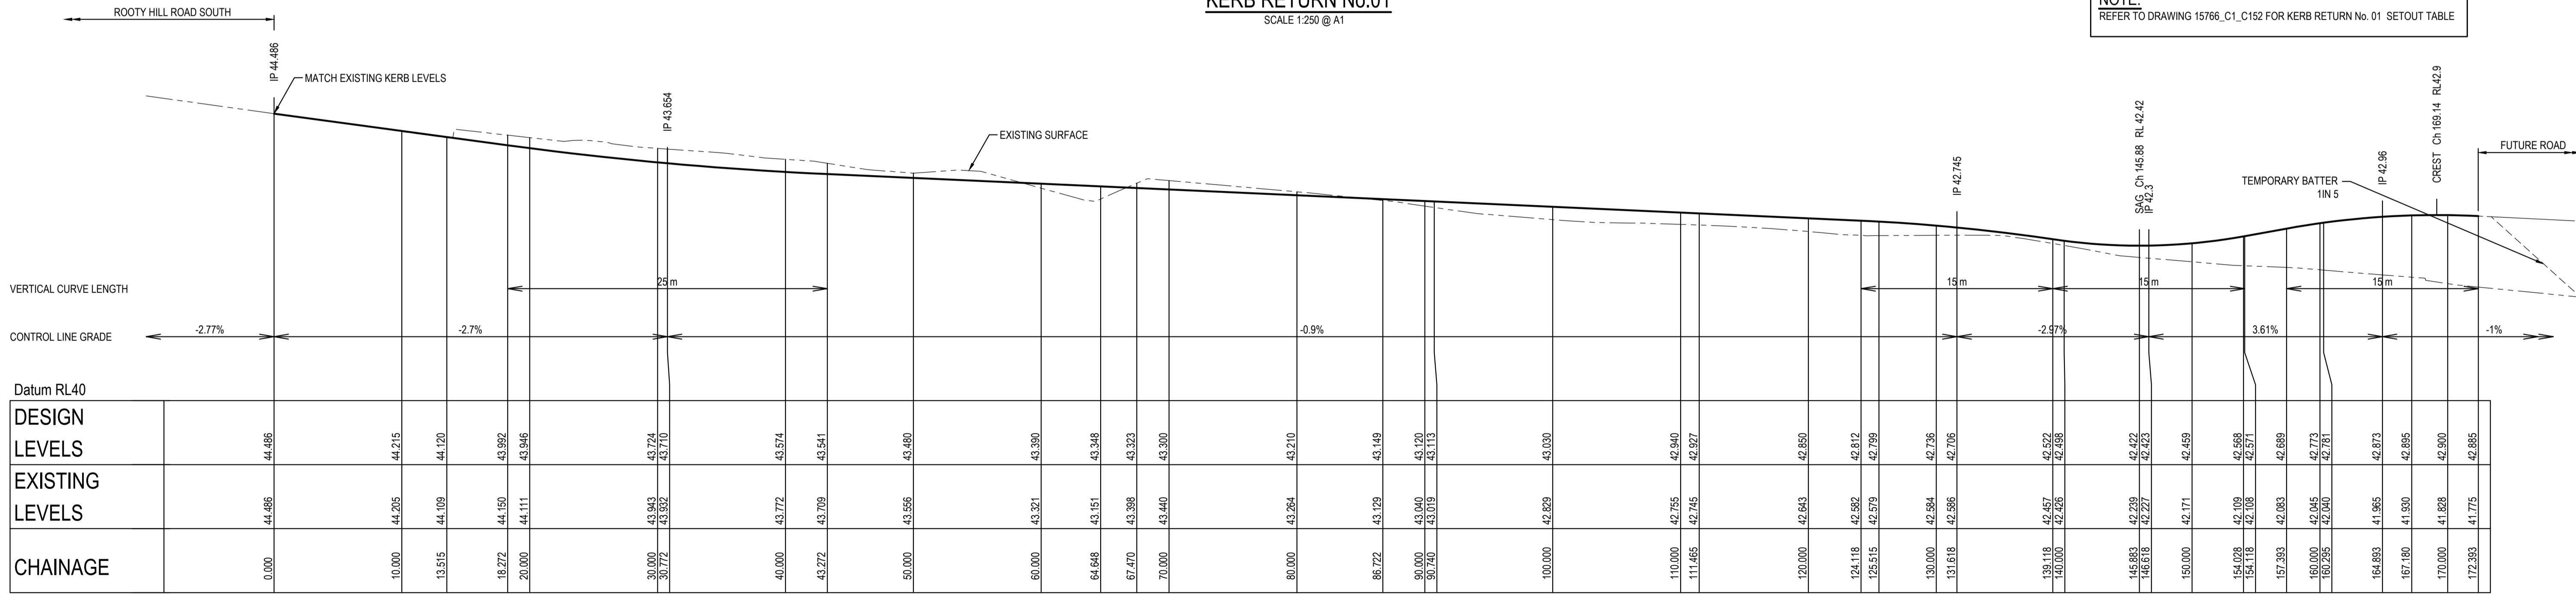 KERB RETURN No.01
SCALE 1:250 @ A1
NOTE:
REFER TO DRAWING 15766_C1_C152 FOR KERB RETURN No. 01 SETOUT TABLE
ROOTY HILL ROAD SOUTH
IP 44.486
MATCH EXISTING KERB LEVELS
IP 43.654
EXISTING SURFACE
IP 42.745
SAG Ch 145.88 RL 42.42
IP 42.3
TEMPORARY BATTER
1IN 5
IP 42.96
CREST Ch 169.14 RL42.9
FUTURE ROAD
VERTICAL CURVE LENGTH 25 m 15 m 15 m 15 m
CONTROL LINE GRADE -2.77% -2.7% -0.9% -2.97% 3.61% -1%
Datum RL40
DESIGN
LEVELS 44.486 44.215 44.120 43.992 43.946 43.724 43.710 43.574 43.541 43.480 43.390 43.348 43.323 43.300 43.210 43.149 43.120 43.113 43.030 42.940 42.927 42.850 42.812 42.799 42.736 42.706 42.522 42.498 42.422 42.423 42.459 42.568 42.571 42.689 42.773 42.781 42.873 42.895 42.900 42.885
EXISTING
LEVELS 44.486 44.205 44.109 44.150 44.111 43.943 43.932 43.772 43.709 43.556 43.321 43.151 43.398 43.440 43.264 43.129 43.040 43.019 42.829 42.755 42.745 42.643 42.582 42.579 42.584 42.586 42.457 42.426 42.239 42.227 42.171 42.109 42.108 42.083 42.045 42.040 41.965 41.930 41.828 41.775
CHAINAGE 0.000 10.000 13.515 18.272 20.000 30.000 30.772 40.000 43.272 50.000 60.000 64.648 67.470 70.000 80.000 86.722 90.000 90.740 100.000 110.000 111.465 120.000 124.118 125.515 130.000 131.618 139.118 140.000 145.883 146.618 150.000 154.028 154.118 157.393 160.000 160.295 164.893 167.180 170.000 172.393